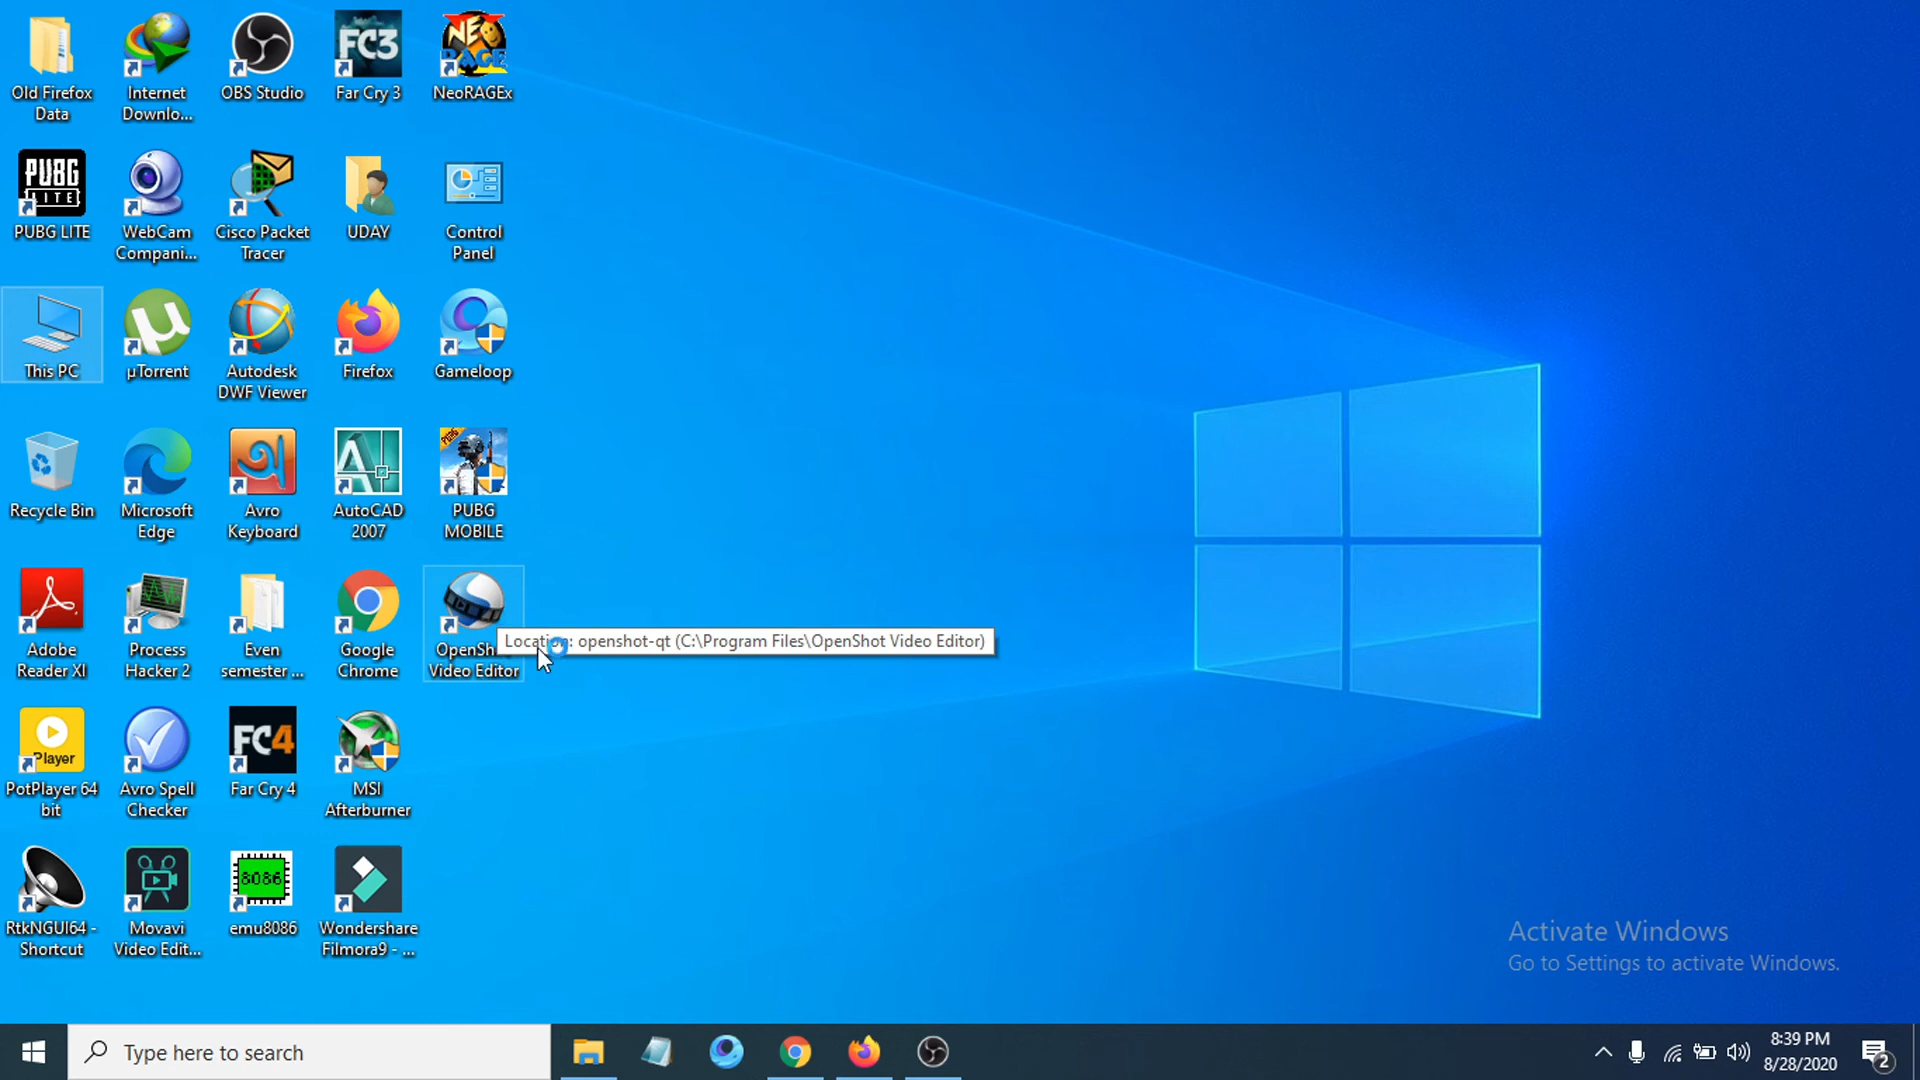 Old Firefox
Data
Internet
Downlo...
OBS Studio
FC3
Far Cry 3
NEO
RAGE
NeoRAGEx
PUBG
LITE
PUBG LITE
WebCam
Compani...
Cisco Packet
Tracer
UDAY
Control
Panel
This PC
µTorrent
Autodesk
DWF Viewer
Firefox
Gameloop
Recycle Bin
Microsoft
Edge
Avro
Keyboard
AutoCAD
2007
PUBG
PUBG
MOBILE
Adobe
Reader XI
Process
Hacker 2
Even
semester ...
Google
Chrome
OpenSh
Video Editor
Location: openshot-qt (C:\Program Files\OpenShot Video Editor)
Player
PotPlayer 64
bit
Avro Spell
Checker
FC4
Far Cry 4
MSI
Afterburner
RtkNGUI64 -
Shortcut
Movavi
Video Edit...
8086
emu8086
Wondershare
Filmora9 - ...
Activate Windows
Go to Settings to activate Windows.
Type here to search
8:39 PM
8/28/2020
2